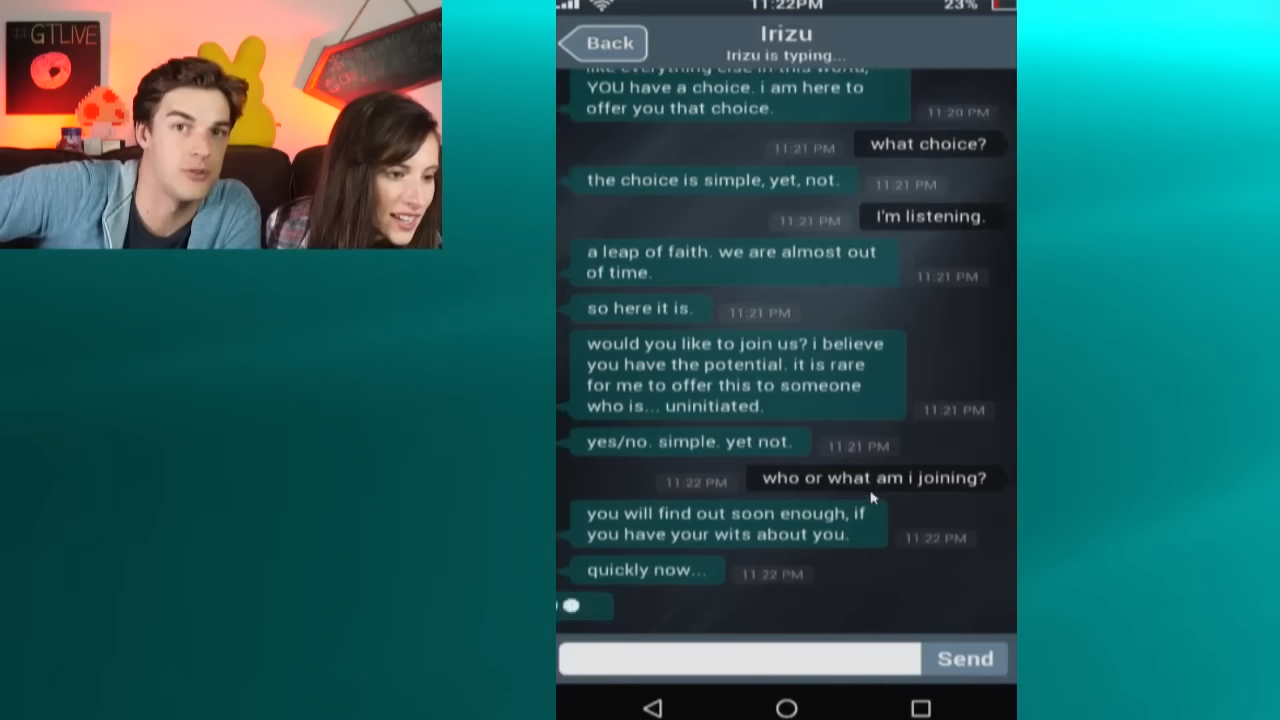 #GTLIVE
11:22PM
23%
Back
Irizu
Irizu is typing...
like everything else in this world,
YOU have a choice. i am here to
offer you that choice.
11:20 PM
what choice?
11:21 PM
the choice is simple, yet, not.
11:21 PM
I'm listening.
11:21 PM
a leap of faith. we are almost out
of time.
11:21 PM
so here it is.
11:21 PM
would you like to join us? i believe
you have the potential. it is rare
for me to offer this to someone
who is... uninitiated.
11:21 PM
yes/no. simple. yet not.
11:21 PM
who or what am i joining?
11:22 PM
you will find out soon enough, if
you have your wits about you.
11:22 PM
quickly now...
11:22 PM
Send